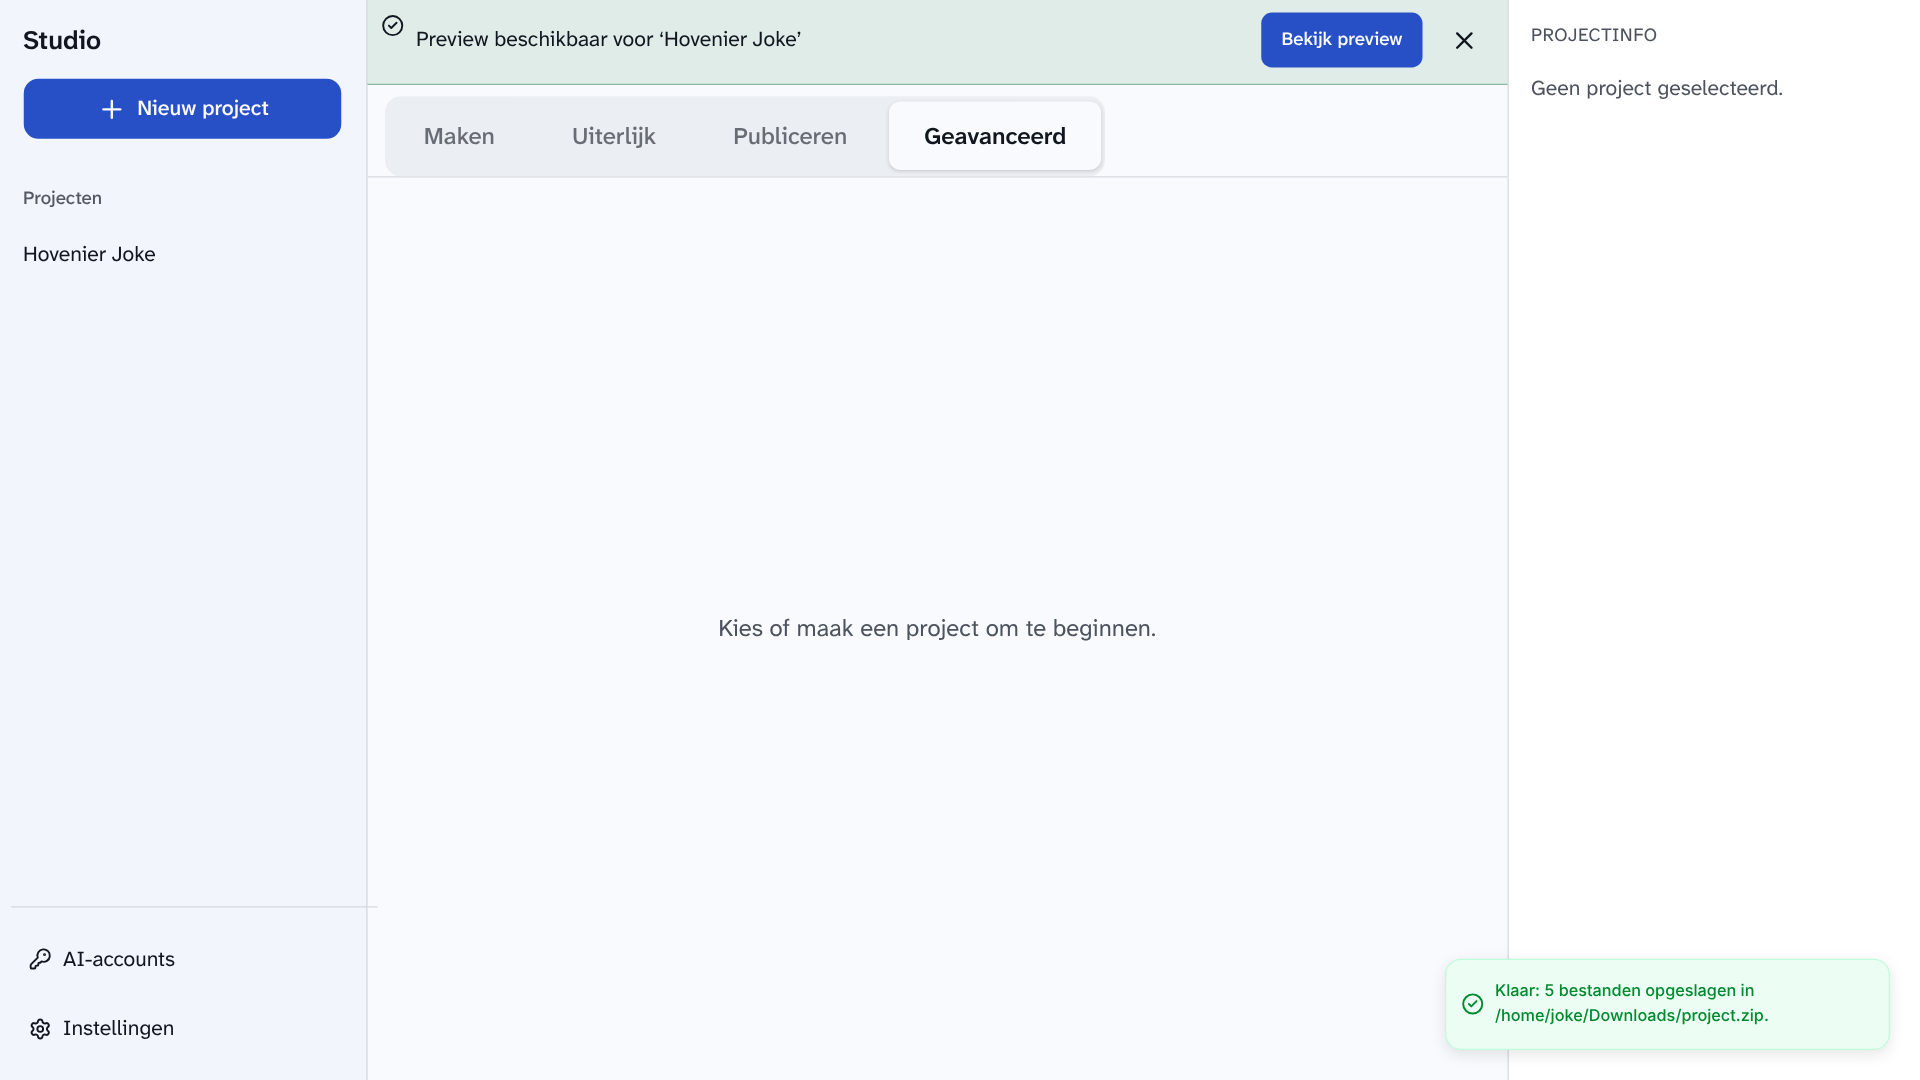 Studio
Nieuw project
Projecten
Hovenier Joke
AI-accounts
Instellingen
Preview beschikbaar voor ‘Hovenier Joke’
Bekijk preview
Maken
Uiterlijk
Publiceren
Geavanceerd
Kies of maak een project om te beginnen.
PROJECTINFO
Geen project geselecteerd.
Klaar: 5 bestanden opgeslagen in
/home/joke/Downloads/project.zip.